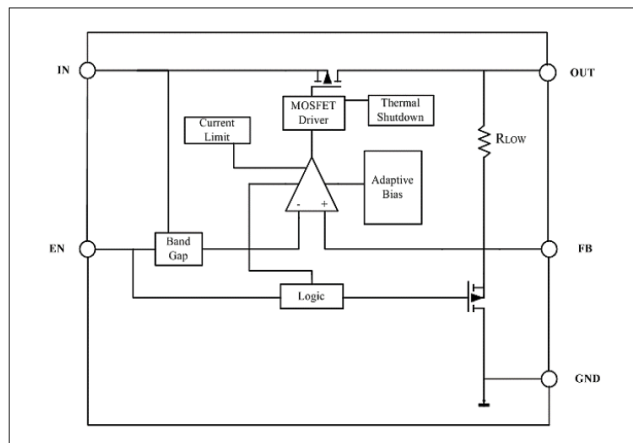 IN
OUT
MOSFET
Driver
Thermal
Shutdown
Current
Limit
RLOW
Adaptive
Bias
- +
EN
Band
Gap
FB
Logic
GND